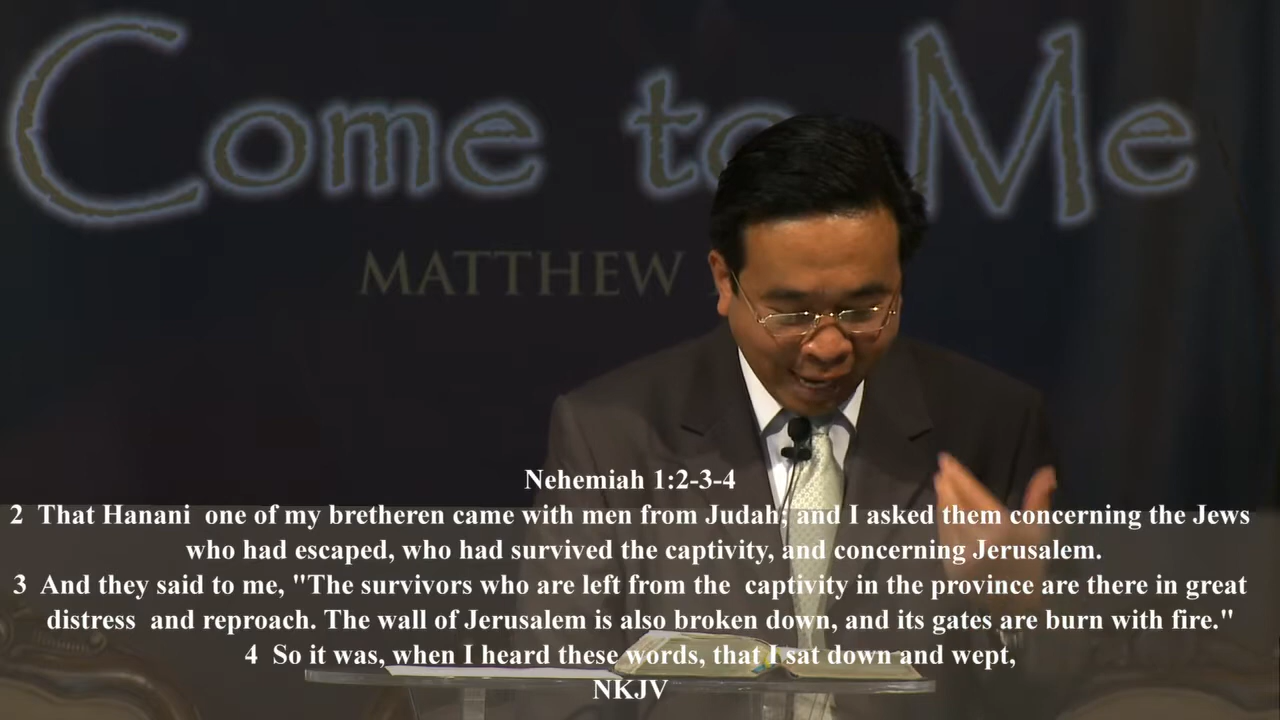 Come to Me
MATTHEW
Nehemiah 1:2-3-4
2 That Hanani one of my bretheren came with men from Judah; and I asked them concerning the Jews
who had escaped, who had survived the captivity, and concerning Jerusalem.
3 And they said to me, "The survivors who are left from the captivity in the province are there in great
distress and reproach. The wall of Jerusalem is also broken down, and its gates are burn with fire."
4 So it was, when I heard these words, that I sat down and wept,
NKJV